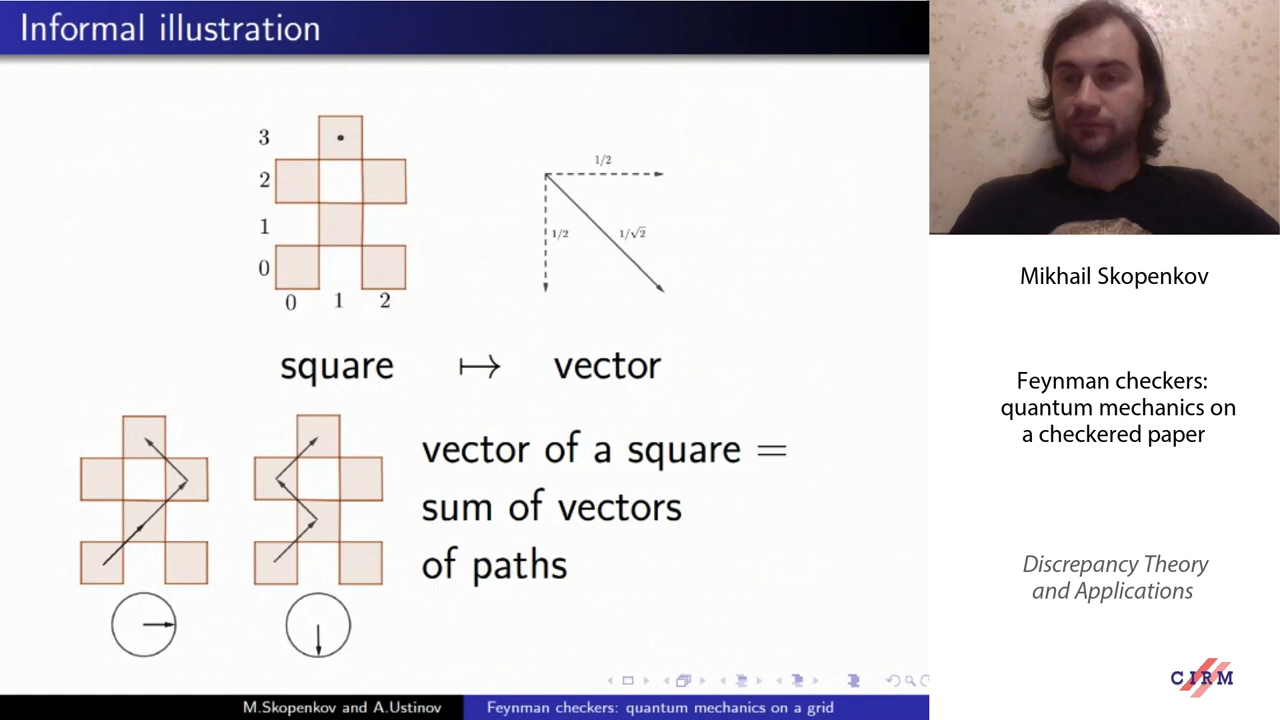 Informal illustration
3
2
1
0
0 1 2
1/2
1/2
1/√2
square ↦ vector
vector of a square =
sum of vectors
of paths
M.Skopenkov and A.Ustinov
Feynman checkers: quantum mechanics on a grid
Mikhail Skopenkov
Feynman checkers:
quantum mechanics on
a checkered paper
Discrepancy Theory
and Applications
CIRM